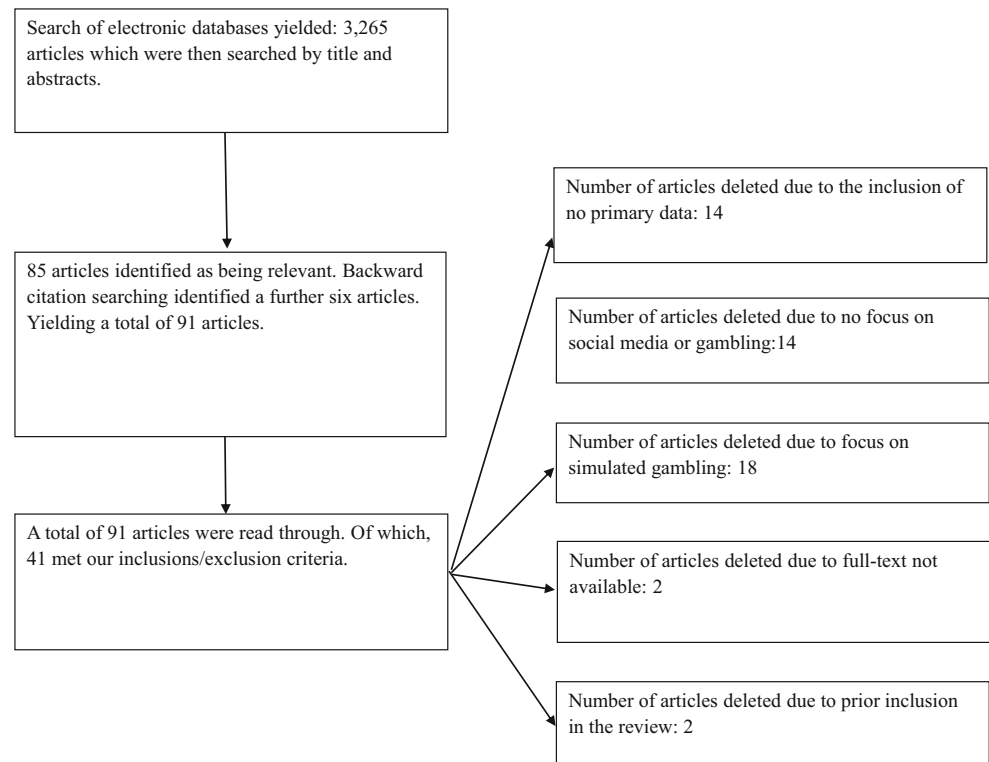 Search of electronic databases yielded: 3,265
articles which were then searched by title and
abstracts.
85 articles identified as being relevant. Backward
citation searching identified a further six articles.
Yielding a total of 91 articles.
A total of 91 articles were read through. Of which,
41 met our inclusions/exclusion criteria.
Number of articles deleted due to the inclusion of
no primary data: 14
Number of articles deleted due to no focus on
social media or gambling:14
Number of articles deleted due to focus on
simulated gambling: 18
Number of articles deleted due to full-text not
available: 2
Number of articles deleted due to prior inclusion
in the review: 2